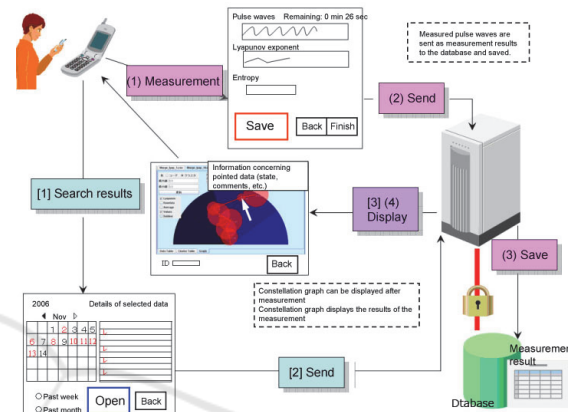 Pulse waves Remaining: 0 min 26 sec
Lyapunov exponent
Entropy
Save
Back
Finish
Measured pulse waves are
sent as measurement results
to the database and saved.
(1) Measurement
(2) Send
Information concerning
pointed data (state,
comments, etc.)
ID
Back
[1] Search results
[3] (4)
Display
(3) Save
Constellation graph can be displayed after
measurement
Constellation graph displays the results of the
measurement
2006 Details of selected data
Nov
1 2 3 4 5
6 7 8 9 10 11 12
13 14
Past week
Past month
Open
Back
[2] Send
Measuremen
result
Dtabase